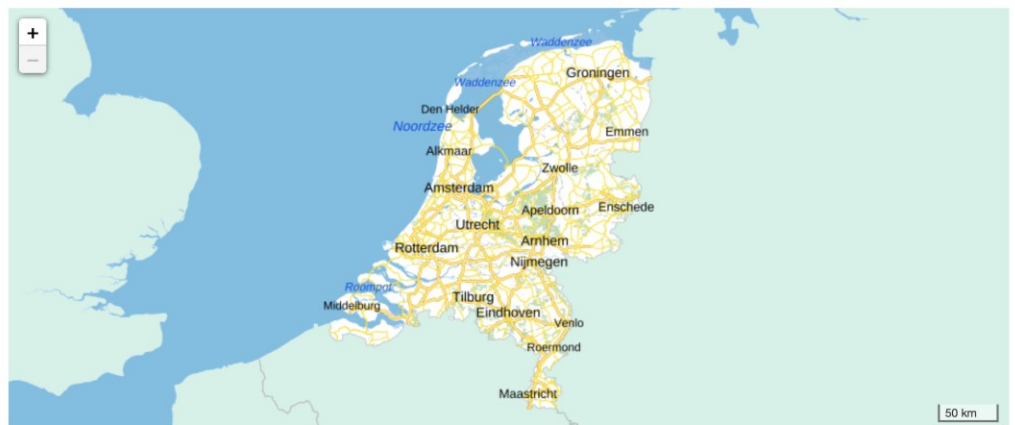 +
−
Waddenzee
Groningen
Waddenzee
Den Helder
Noordzee
Emmen
Alkmaar
Zwolle
Amsterdam
Apeldoorn
Enschede
Utrecht
Arnhem
Rotterdam
Nijmegen
Roompot
Tilburg
Middelburg
Eindhoven
Venlo
Roermond
Maastricht
50 km